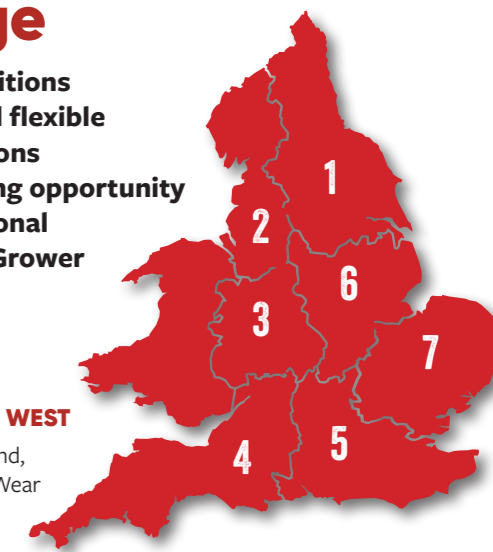 ge
itions
l flexible
ons
ng opportunity
onal
Grower
1
2
6
3
7
WEST
4
5
nd,
Wear